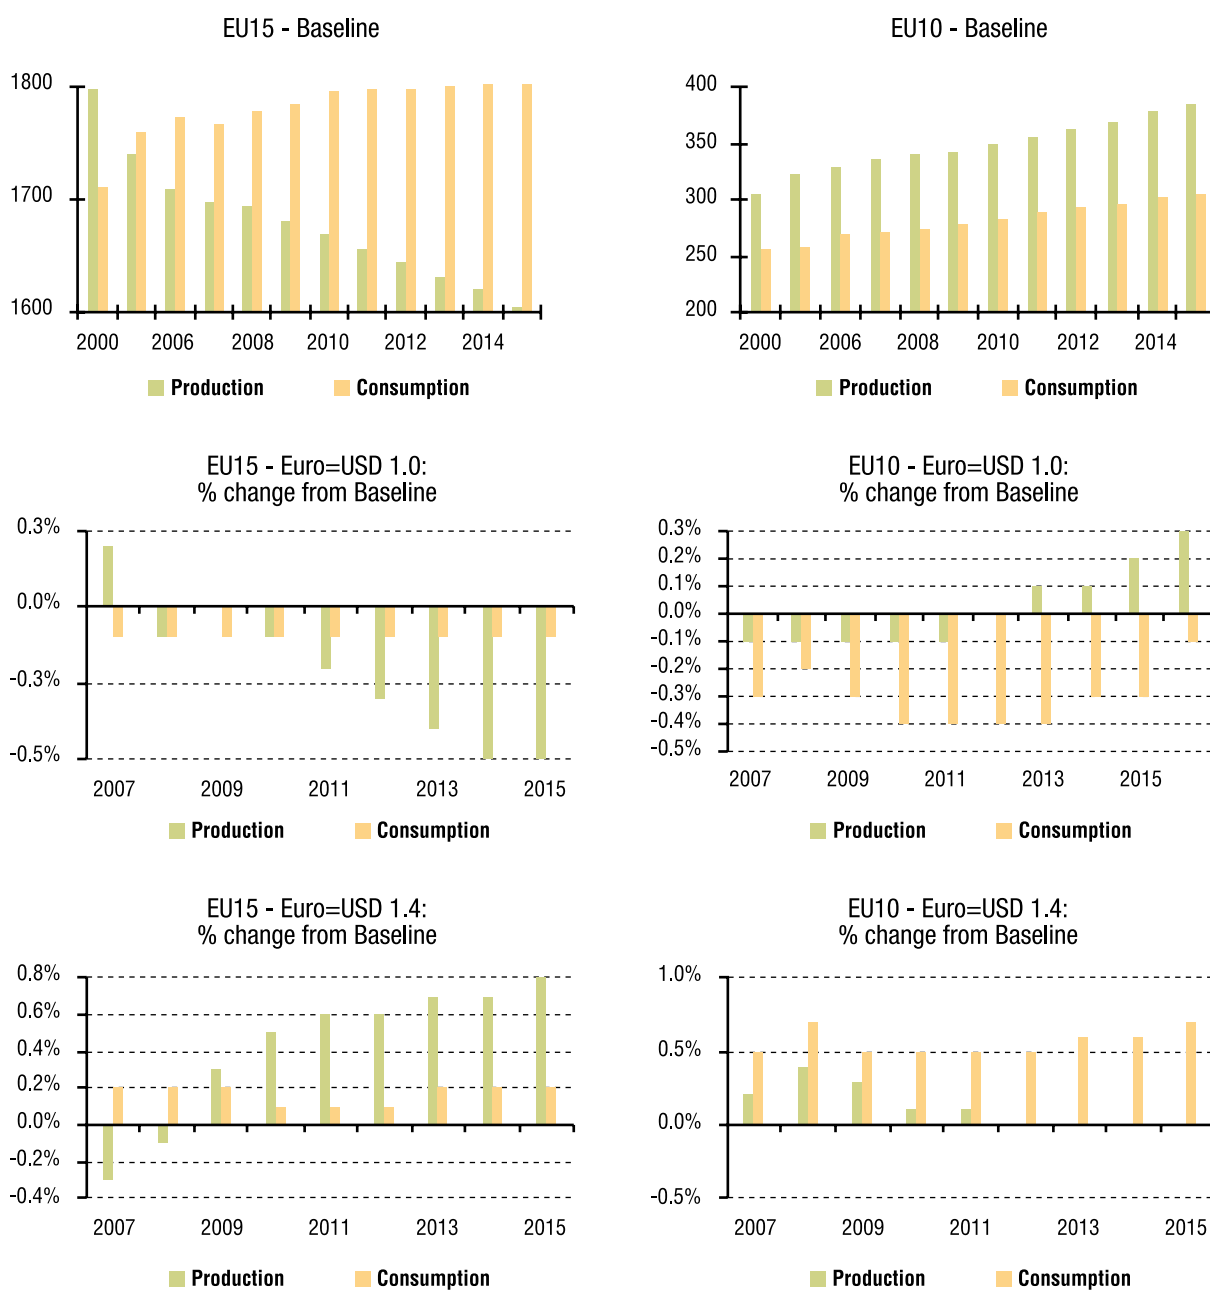 EU15 - Baseline
1800
1700
1600
2000 2006 2008 2010 2012 2014
Production Consumption
EU10 - Baseline
400
350
300
250
200
2000 2006 2008 2010 2012 2014
Production Consumption
EU15 - Euro=USD 1.0:
% change from Baseline
0.3%
0.0%
-0.3%
-0.5%
2007 2009 2011 2013 2015
Production Consumption
EU10 - Euro=USD 1.0:
% change from Baseline
0.3%
0.2%
0.1%
0.0%
-0.1%
-0.2%
-0.3%
-0.4%
-0.5%
2007 2009 2011 2013 2015
Production Consumption
EU15 - Euro=USD 1.4:
% change from Baseline
0.8%
0.6%
0.4%
0.2%
0.0%
-0.2%
-0.4%
2007 2009 2011 2013 2015
Production Consumption
EU10 - Euro=USD 1.4:
% change from Baseline
1.0%
0.5%
0.0%
-0.5%
2007 2009 2011 2013 2015
Production Consumption